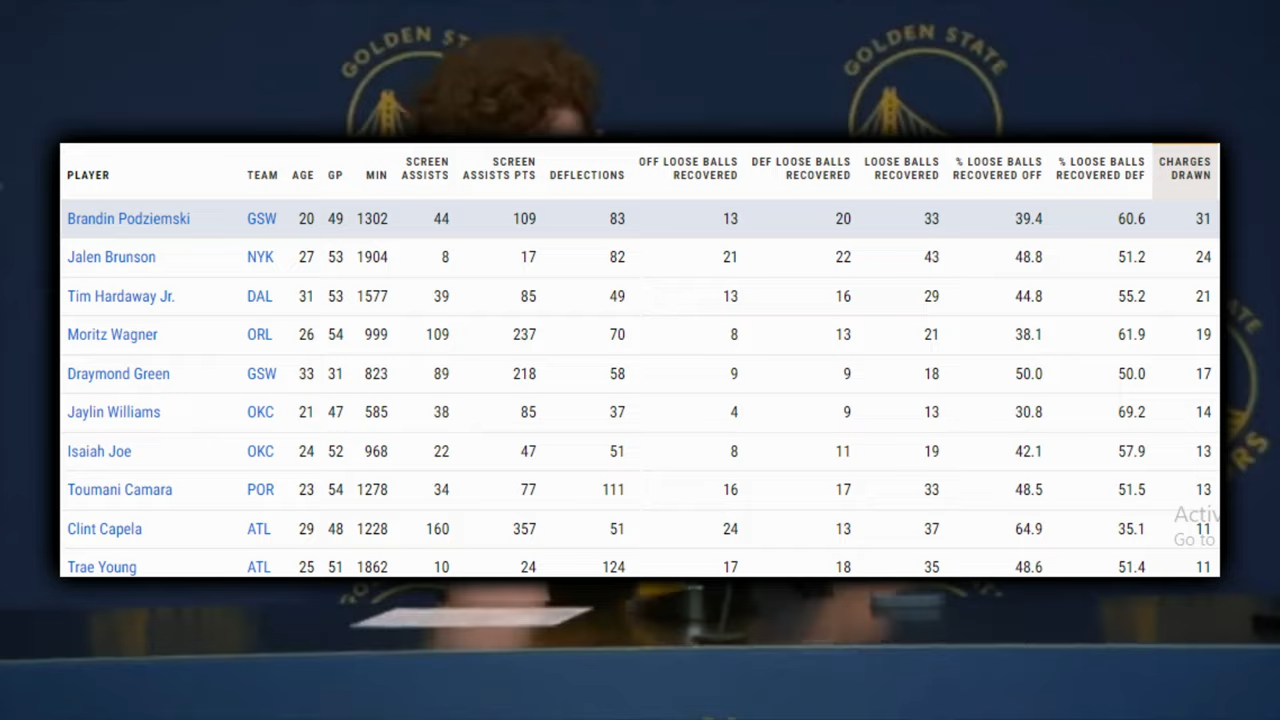 GOLDEN ST
GOLDEN STATE
PLAYER TEAM AGE GP MIN SCREEN ASSISTS SCREEN ASSISTS PTS DEFLECTIONS OFF LOOSE BALLS RECOVERED DEF LOOSE BALLS RECOVERED LOOSE BALLS RECOVERED % LOOSE BALLS RECOVERED OFF % LOOSE BALLS RECOVERED DEF CHARGES DRAWN
Brandin Podziemski GSW 20 49 1302 44 109 83 13 20 33 39.4 60.6 31
Jalen Brunson NYK 27 53 1904 8 17 82 21 22 43 48.8 51.2 24
Tim Hardaway Jr. DAL 31 53 1577 39 85 49 13 16 29 44.8 55.2 21
Moritz Wagner ORL 26 54 999 109 237 70 8 13 21 38.1 61.9 19
Draymond Green GSW 33 31 823 89 218 58 9 9 18 50.0 50.0 17
Jaylin Williams OKC 21 47 585 38 85 37 4 9 13 30.8 69.2 14
Isaiah Joe OKC 24 52 968 22 47 51 8 11 19 42.1 57.9 13
Toumani Camara POR 23 54 1278 34 77 111 16 17 33 48.5 51.5 13
Activ
Clint Capela ATL 29 48 1228 160 357 51 24 13 37 64.9 35.1 11
Go to
Trae Young ATL 25 51 1862 10 24 124 17 18 35 48.6 51.4 11